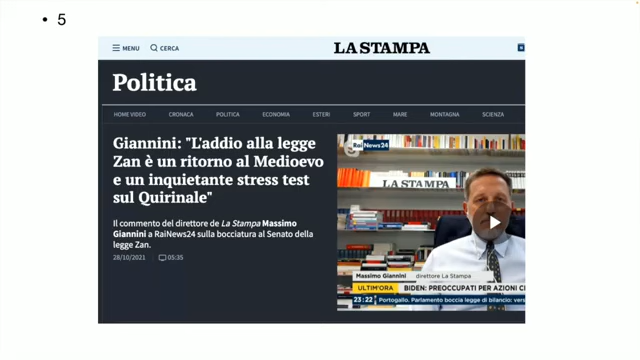 • 5
MENU CERCA LA STAMPA
Politica
HOME VIDEO CRONACA POLITICA ECONOMIA ESTERI SPORT MARE MONTAGNA SCIENZA
Giannini: "L'addio alla legge
Zan è un ritorno al Medioevo
e un inquietante stress test
sul Quirinale"
Il commento del direttore de La Stampa Massimo
Giannini a RaiNews24 sulla bocciatura al Senato della
legge Zan.
28/10/2021 05:35
Rai News24
LA STAMPA
Massimo Giannini direttore La Stampa
ULTIM'ORA BIDEN: PREOCCUPATI PER AZIONI
23:22 Portogallo. Parlamento boccia legge di bilancio: